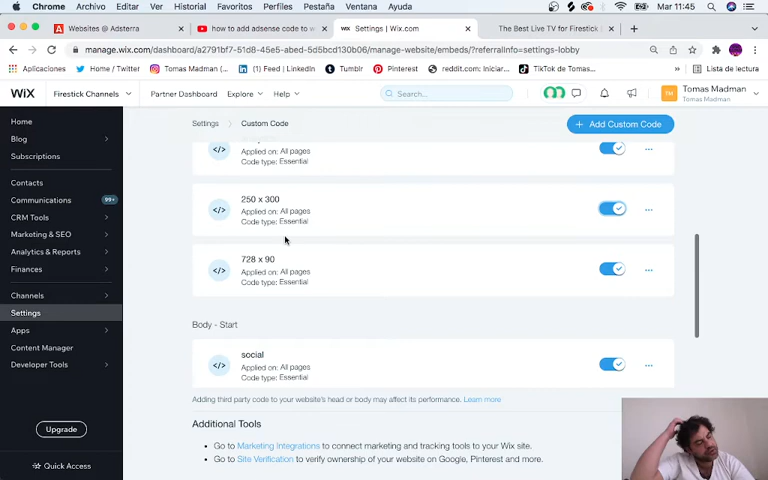 Chrome Archivo Editar Ver Historial Favoritos Perfiles Pestaña Ventana Ayuda Mar 11:45
Websites @ Adsterra
how to add adsense code to w
Settings | Wix.com
The Best Live TV for Firestick
manage.wix.com/dashboard/a2791bf7-51d8-45e5-abed-5d5bcd130b06/manage-website/embeds/?referralInfo=settings-lobby
Aplicaciones Home / Twitter Tomas Madman (... (1) Feed | LinkedIn Tumblr Pinterest reddit.com: Iniciar... TikTok de Tomas... Lista de lectura
WiX Firestick Channels Partner Dashboard Explore Help Search... TM Tomas Madman
Tomas Madman
Home
Blog
Subscriptions
Contacts
Communications 99+
CRM Tools
Marketing & SEO
Analytics & Reports
Finances
Channels
Settings
Apps
Content Manager
Developer Tools
Upgrade
Quick Access
Settings > Custom Code
+ Add Custom Code
</> Applied on: All pages
Code type: Essential
250 x 300
</> Applied on: All pages
Code type: Essential
728 x 90
</> Applied on: All pages
Code type: Essential
Body - Start
social
</> Applied on: All pages
Code type: Essential
Adding third party code to your website's head or body may affect its performance. Learn more
Additional Tools
• Go to Marketing Integrations to connect marketing and tracking tools to your Wix site.
• Go to Site Verification to verify ownership of your website on Google, Pinterest and more.